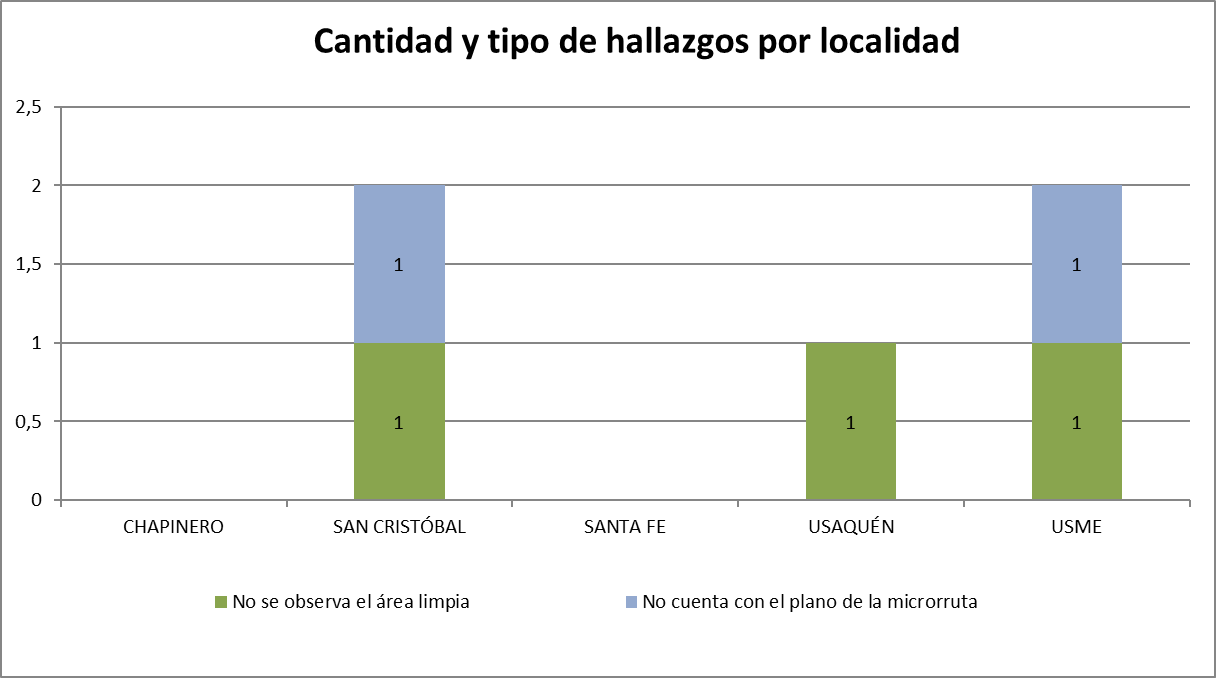 Cantidad y tipo de hallazgos por localidad
2,5
2
1,5
1
0,5
0
1
1
1
1
1
CHAPINERO
SAN CRISTÓBAL
SANTA FE
USAQUÉN
USME
No se observa el área limpia
No cuenta con el plano de la microrruta